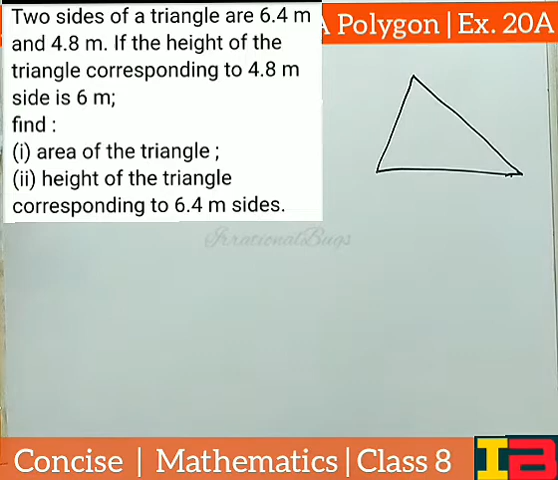 Two sides of a triangle are 6.4 m
and 4.8 m. If the height of the
triangle corresponding to 4.8 m
side is 6 m;
find :
(i) area of the triangle ;
(ii) height of the triangle
corresponding to 6.4 m sides.
A Polygon | Ex. 20A
IrrationalBugs
Concise | Mathematics | Class 8
IB